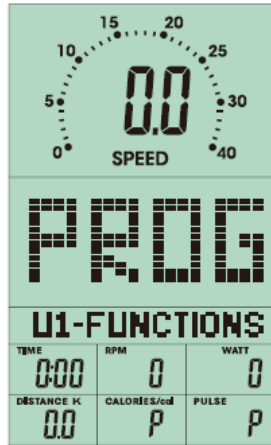 15 20
10 25
5 0.0 30
0 SPEED 40
PROG
U1-FUNCTIONS
TIME RPM WATT
0:00 0 0
DISTANCE K CALORIES/cal PULSE
0.0 P P